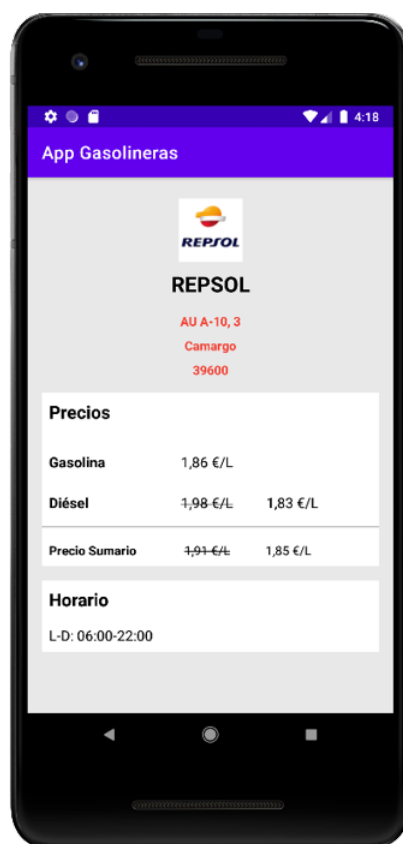 4:18
App Gasolineras
REPSOL
REPSOL
AU A-10, 3
Camargo
39600
Precios
Gasolina 1,86 €/L
Diésel 1,98 €/L 1,83 €/L
Precio Sumario 1,91 €/L 1,85 €/L
Horario
L-D: 06:00-22:00